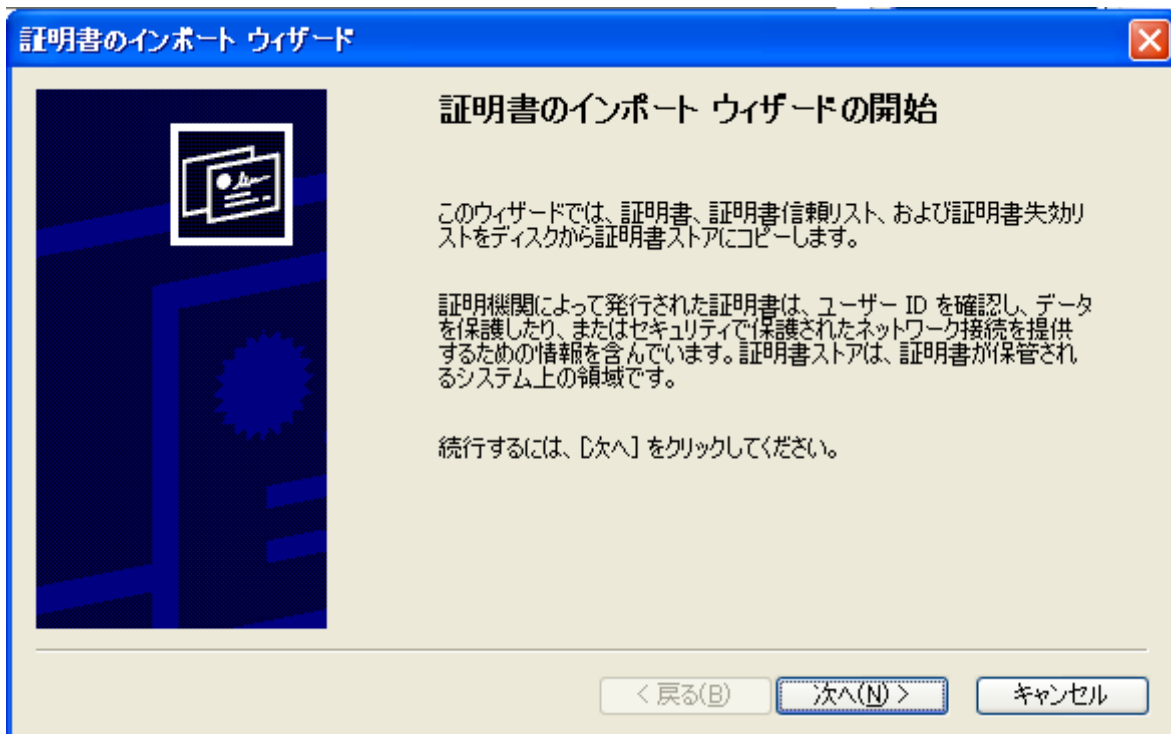 証明書のインポート ウィザード
証明書のインポート ウィザードの開始
このウィザードでは、証明書、証明書信頼リスト、および証明書失効リ
ストをディスクから証明書ストアにコピーします。
証明機関によって発行された証明書は、ユーザー ID を確認し、データ
を保護したり、またはセキュリティで保護されたネットワーク接続を提供
するための情報を含んでいます。証明書ストアは、証明書が保管され
るシステム上の領域です。
続行するには、[次へ] をクリックしてください。
< 戻る(B) 次へ(N) > キャンセル